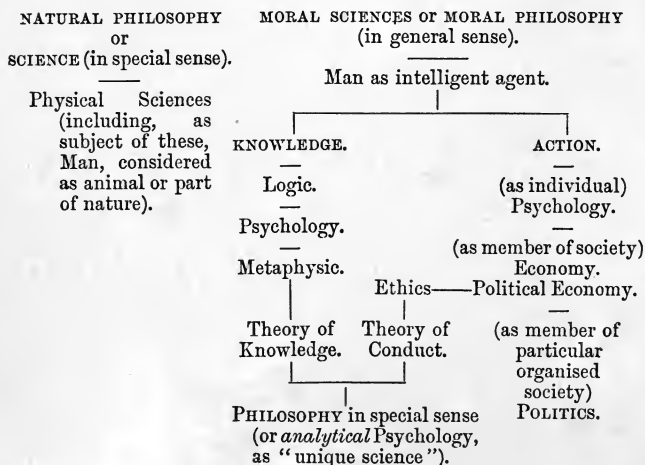 NATURAL PHILOSOPHY
or
SCIENCE (in special sense).
Physical Sciences
(including, as
subject of these,
Man, considered
as animal or part
of nature).
MORAL SCIENCES OR MORAL PHILOSOPHY
(in general sense).
Man as intelligent agent.
KNOWLEDGE.
Logic.
Psychology.
Metaphysic.
Theory of
Knowledge.
ACTION.
(as individual)
Psychology.
(as member of society)
Economy.
Ethics——Political Economy.
Theory of
Conduct.
(as member of
particular
organised
society)
POLITICS.
PHILOSOPHY in special sense
(or analytical Psychology,
as "unique science").